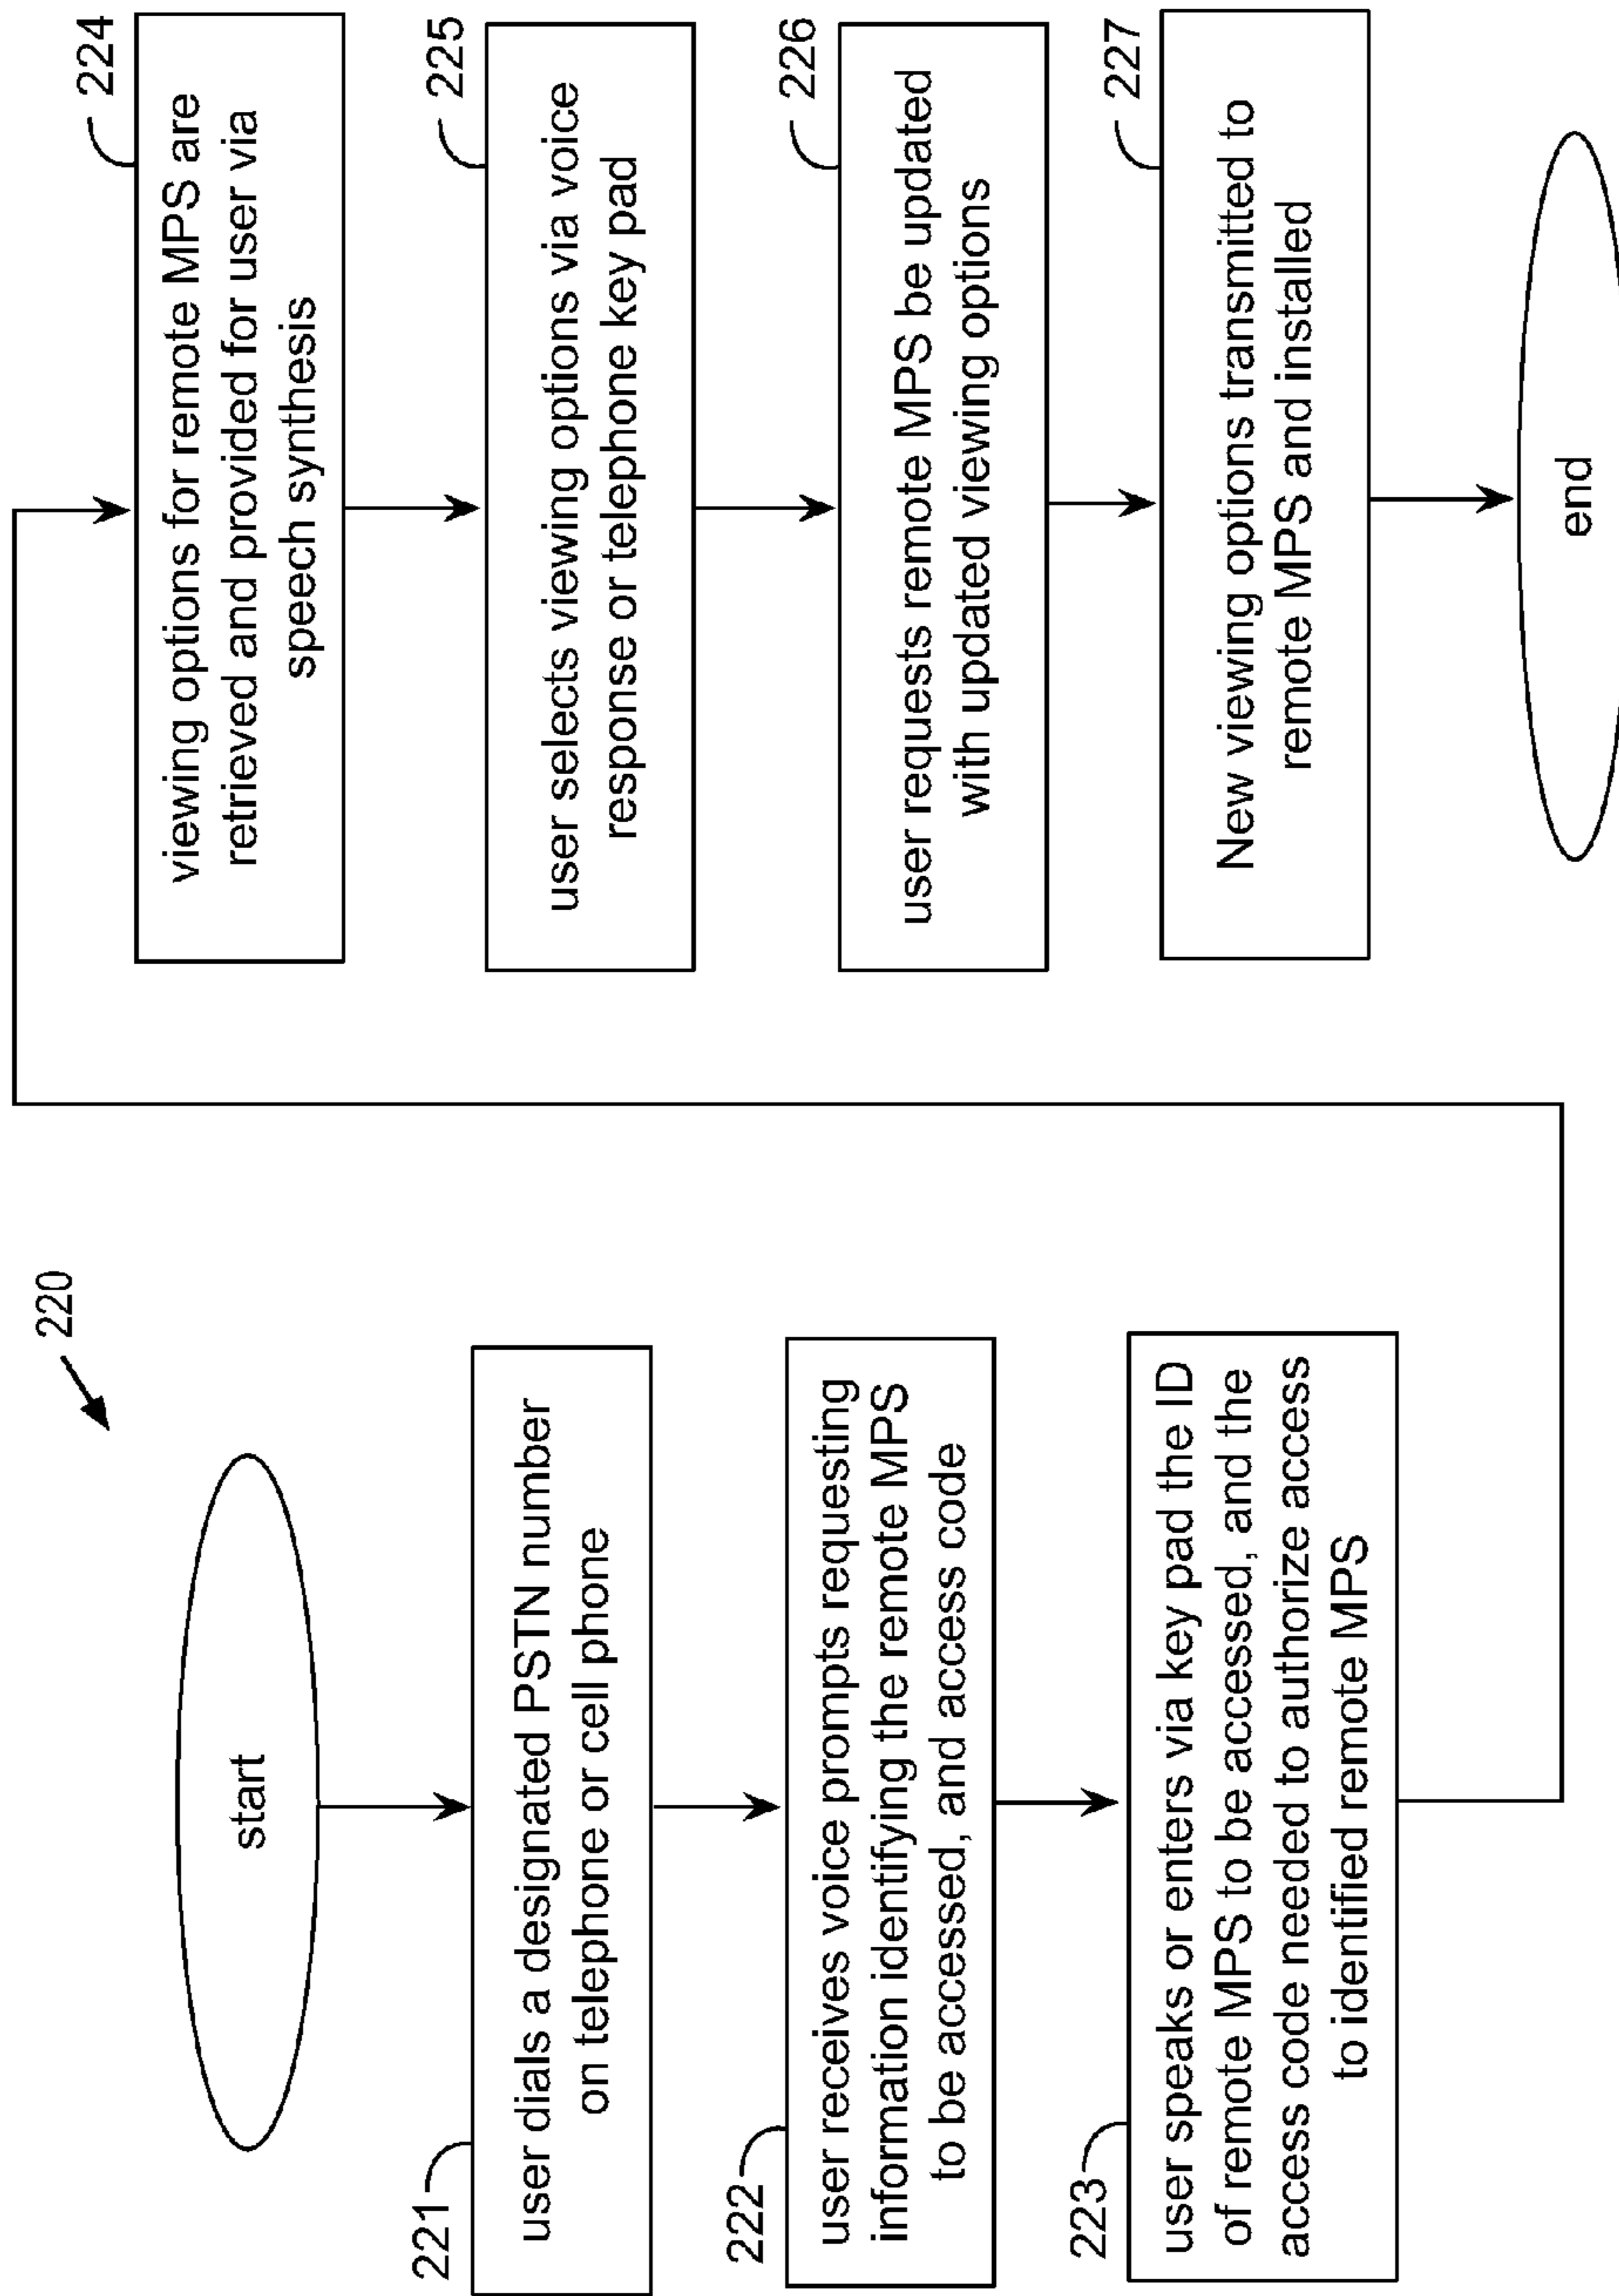 220
start
221
user dials a designated PSTN number
on telephone or cell phone
222
user receives voice prompts requesting
information identifying the remote MPS
to be accessed, and access code
223
user speaks or enters via key pad the ID
of remote MPS to be accessed, and the
access code needed to authorize access
to identified remote MPS
224
viewing options for remote MPS are
retrieved and provided for user via
speech synthesis
225
user selects viewing options via voice
response or telephone key pad
226
user requests remote MPS be updated
with updated viewing options
227
New viewing options transmitted to
remote MPS and installed
end